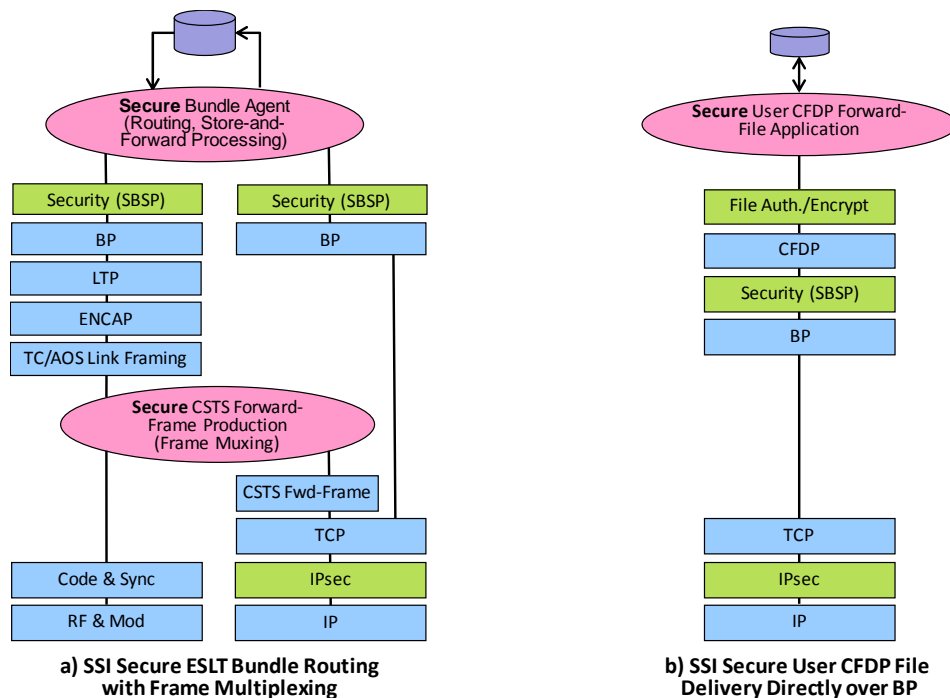 Secure Bundle Agent
(Routing, Store-and-
Forward Processing)
Security (SBSP)
BP
LTP
ENCAP
TC/AOS Link Framing
Security (SBSP)
BP
Secure CSTS Forward-
Frame Production
(Frame Muxing)
CSTS Fwd-Frame
TCP
Code & Sync
IPsec
RF & Mod
IP
a) SSI Secure ESLT Bundle Routing
with Frame Multiplexing
Secure User CFDP Forward-
File Application
File Auth./Encrypt
CFDP
Security (SBSP)
BP
TCP
IPsec
IP
b) SSI Secure User CFDP File
Delivery Directly over BP